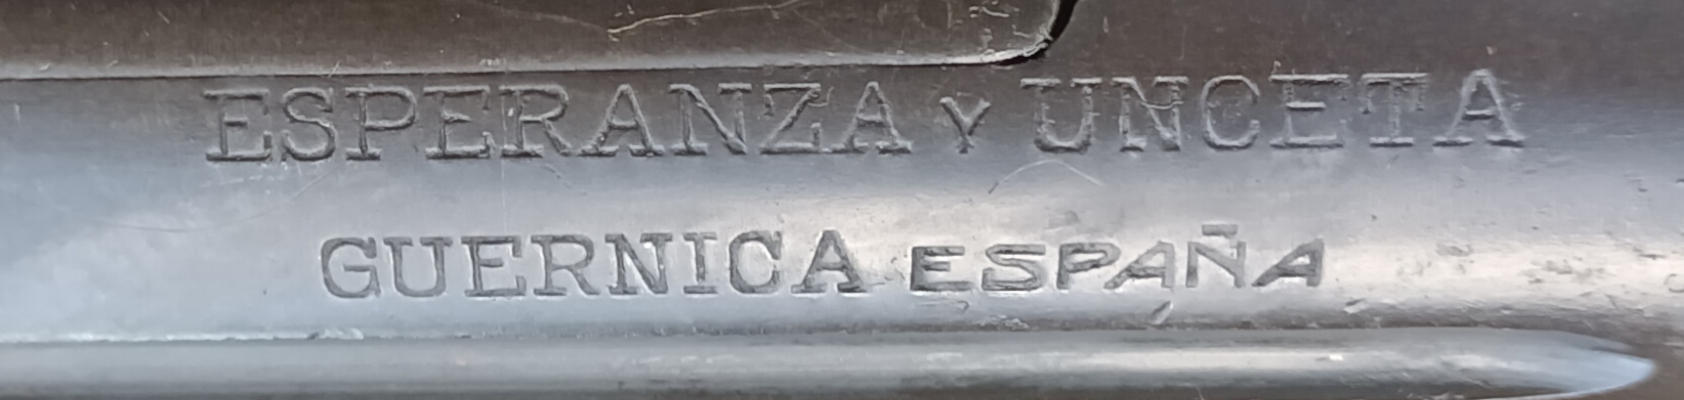 ESPERANZA Y UNCETA
GUERNICA ESPAÑA